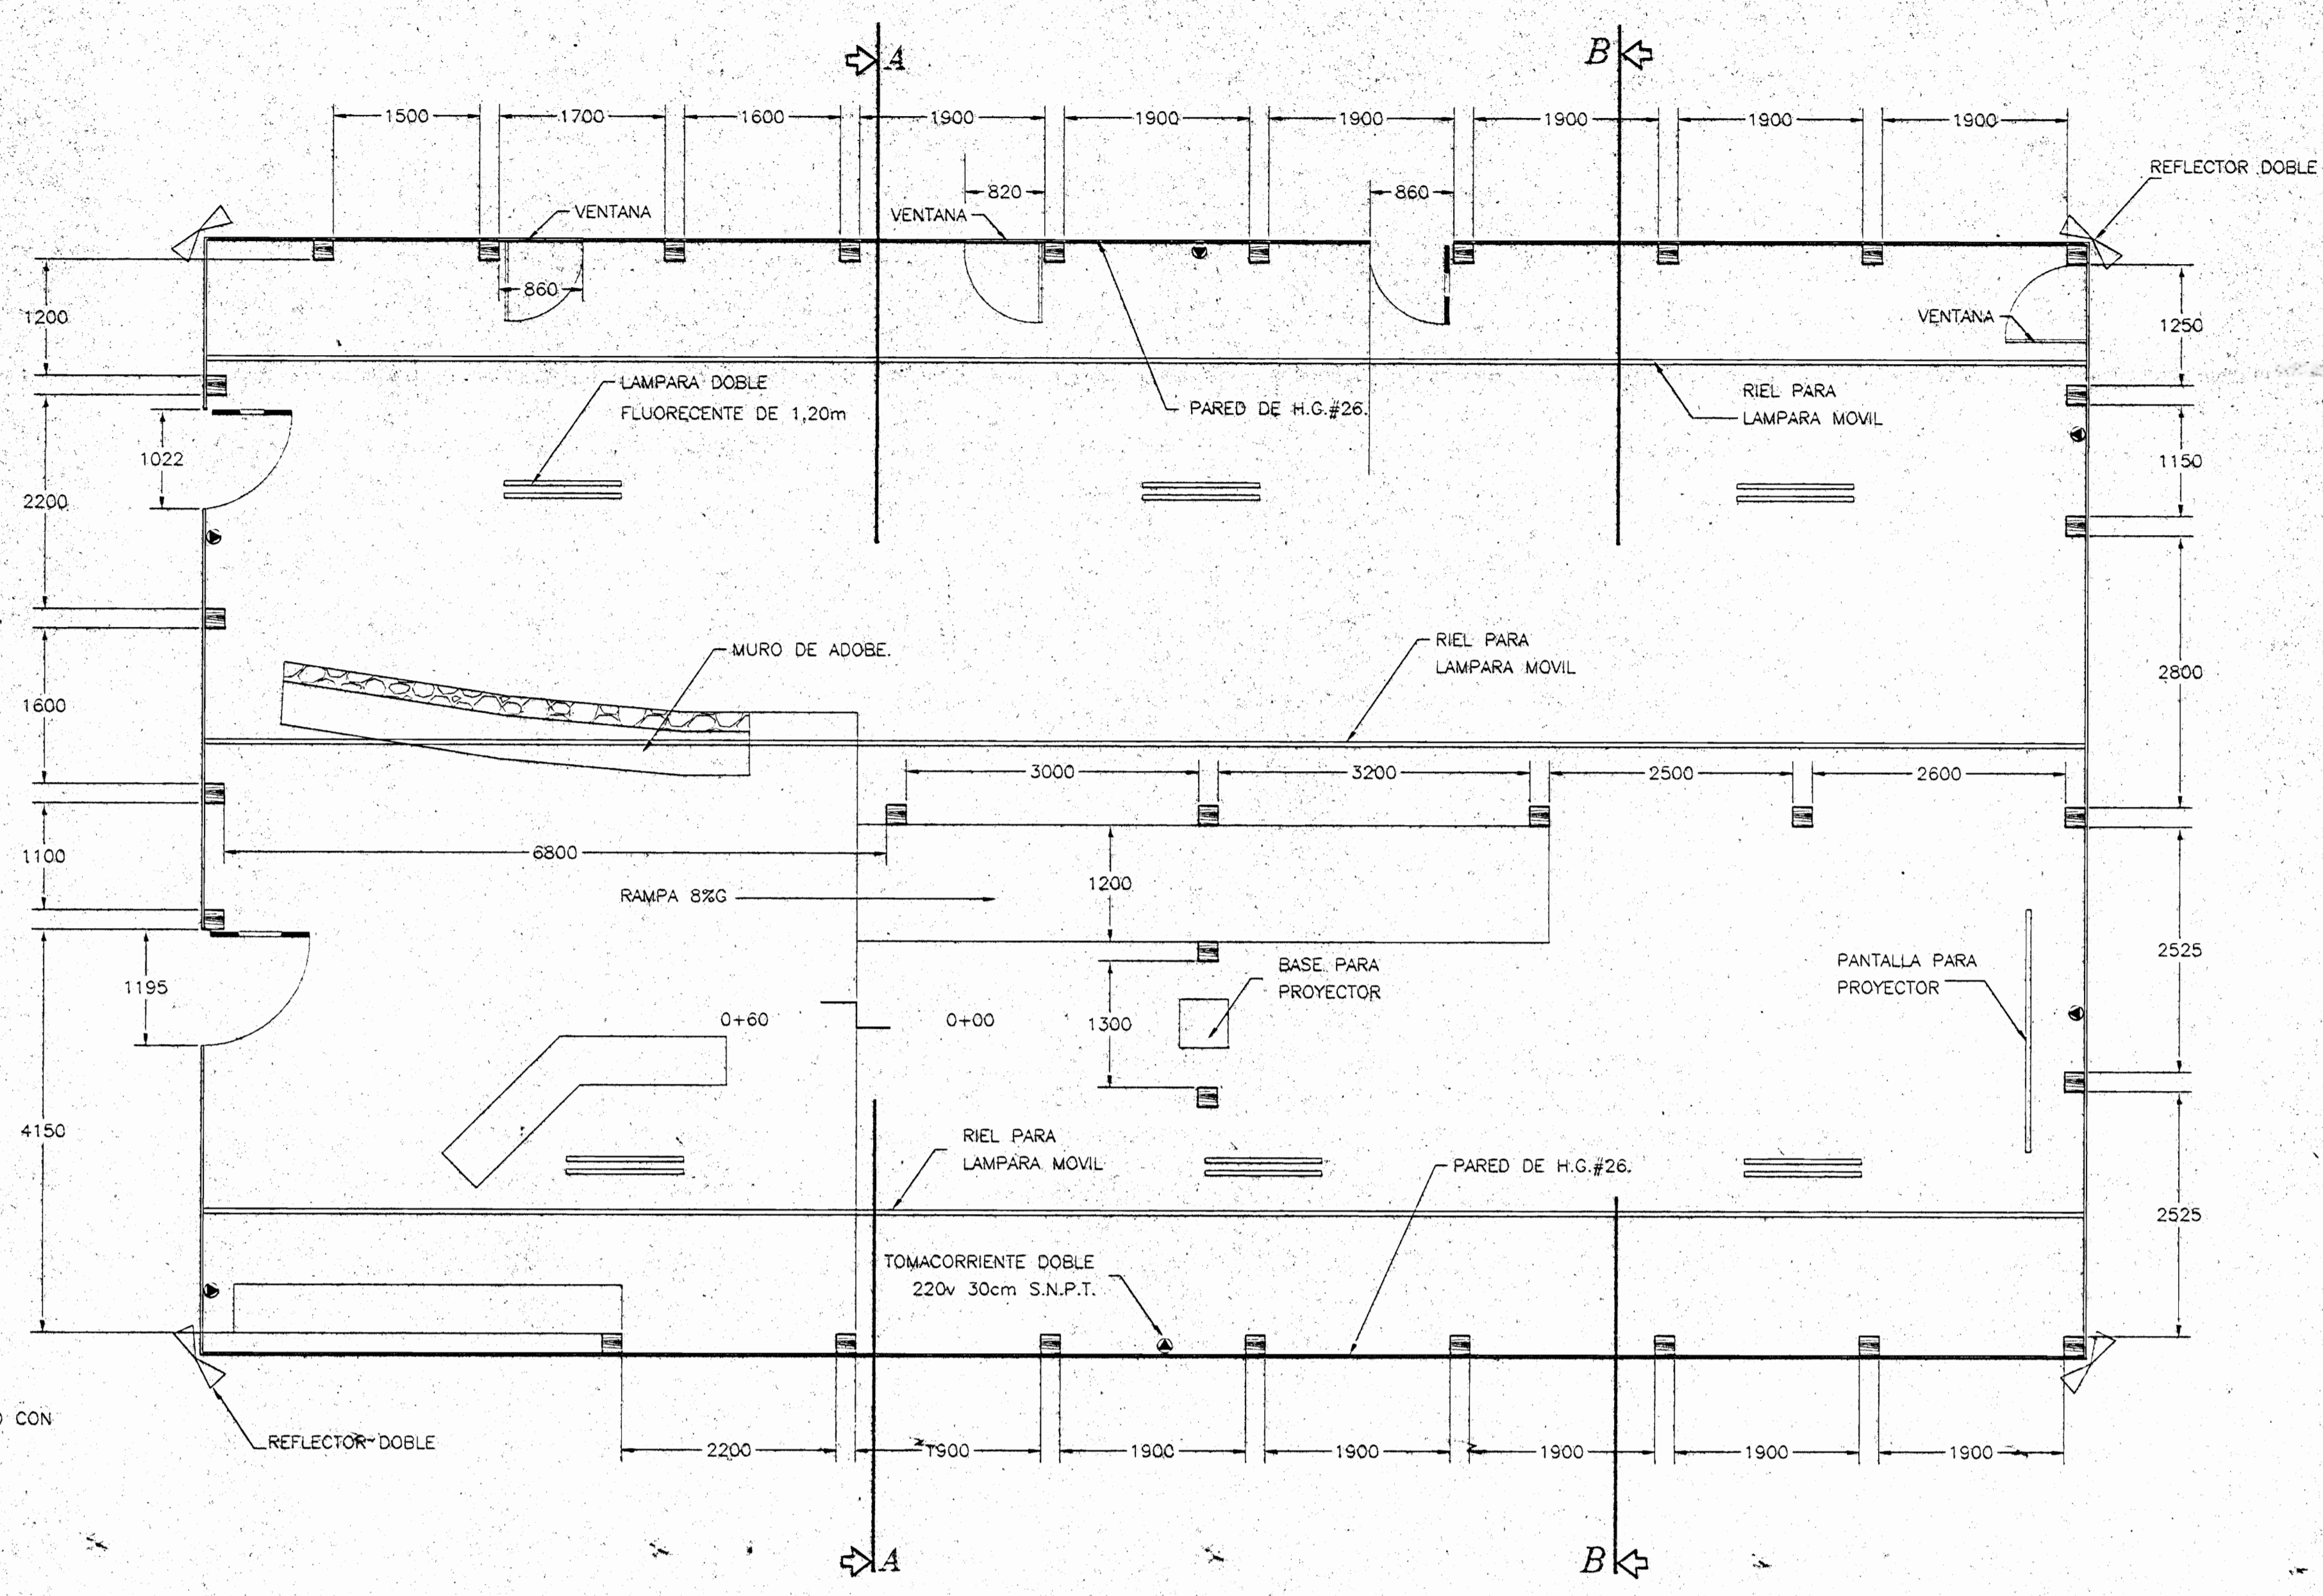 A
B
1500
1700
1600
1900
1900
1900
1900
1900
1900
REFLECTOR DOBLE
820
860
VENTANA
VENTANA
860
1200
VENTANA
1250
LAMPARA DOBLE
FLUORECENTE DE 1,20m
PARED DE H.G.#26.
RIEL PARA
LAMPARA MOVIL
1022
1150
2200
MURO DE ADOBE.
RIEL PARA
LAMPARA MOVIL
2800
1600
3000
3200
2500
2600
1100
6800
RAMPA 8%G
1200
2525
1195
BASE PARA
PROYECTOR
PANTALLA PARA
PROYECTOR
0+60
0+00
1300
4150
RIEL PARA
LAMPARA MOVIL
PARED DE H.G.#26.
2525
TOMACORRIENTE DOBLE
220v 30cm S.N.P.T.
CON
REFLECTOR DOBLE
2200
1900
1900
1900
1900
1900
1900
A
B